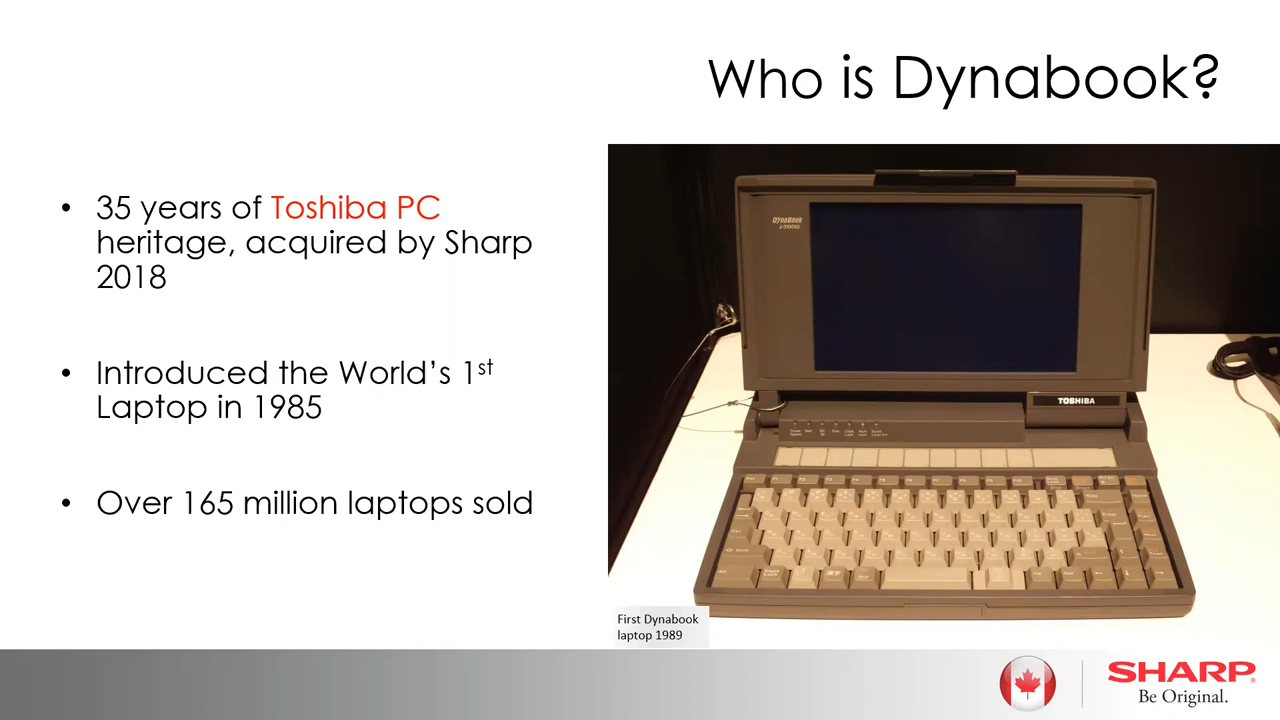 Who is Dynabook?
• 35 years of Toshiba PC
heritage, acquired by Sharp
2018
• Introduced the World’s 1st
Laptop in 1985
• Over 165 million laptops sold
DynaBook
TOSHIBA
First Dynabook
laptop 1989
SHARP
Be Original.